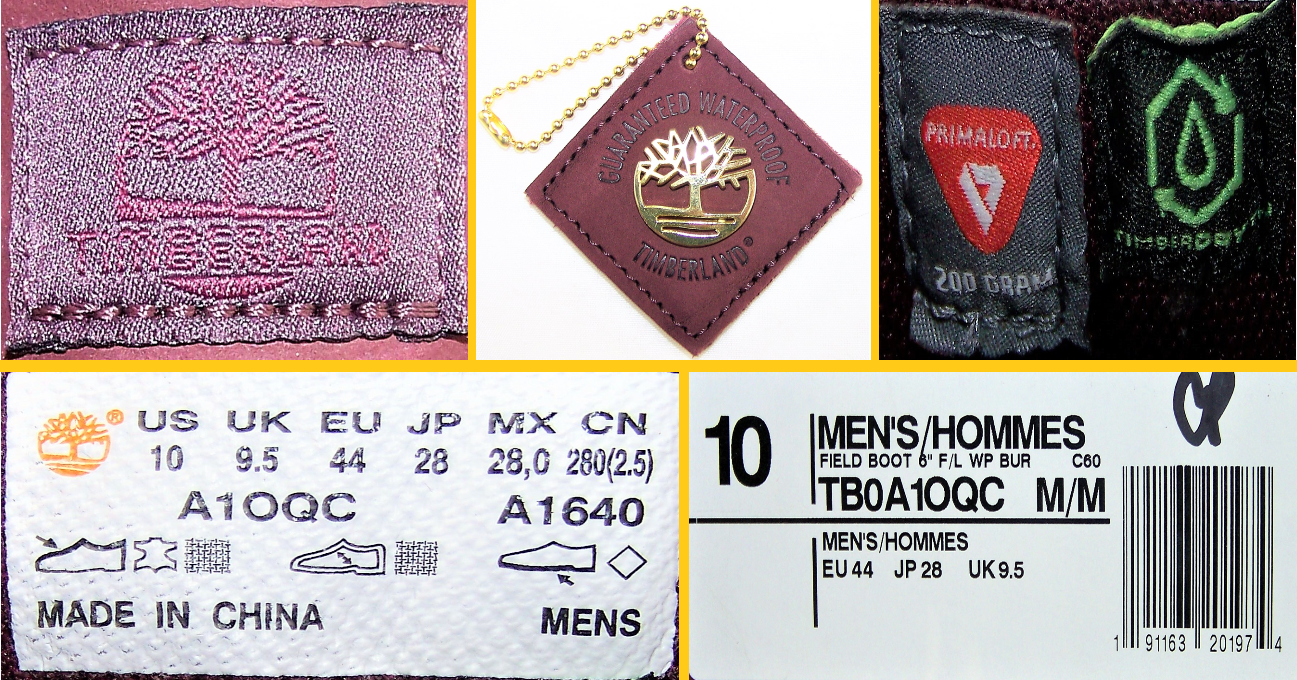 TIMBERLAND
GUARANTEED WATERPROOF
TIMBERLAND®
PRIMALOFT.
200 GRAM
TIMBERDRY™
® US UK EU JP MX CN
10 9.5 44 28 28,0 280(2.5)
A1OQC A1640
MADE IN CHINA MENS
10
MEN'S/HOMMES
FIELD BOOT 6" F/L WP BUR C60
TB0A1OQC M/M
MEN'S/HOMMES
EU 44 JP 28 UK 9.5
1 91163 20197 4